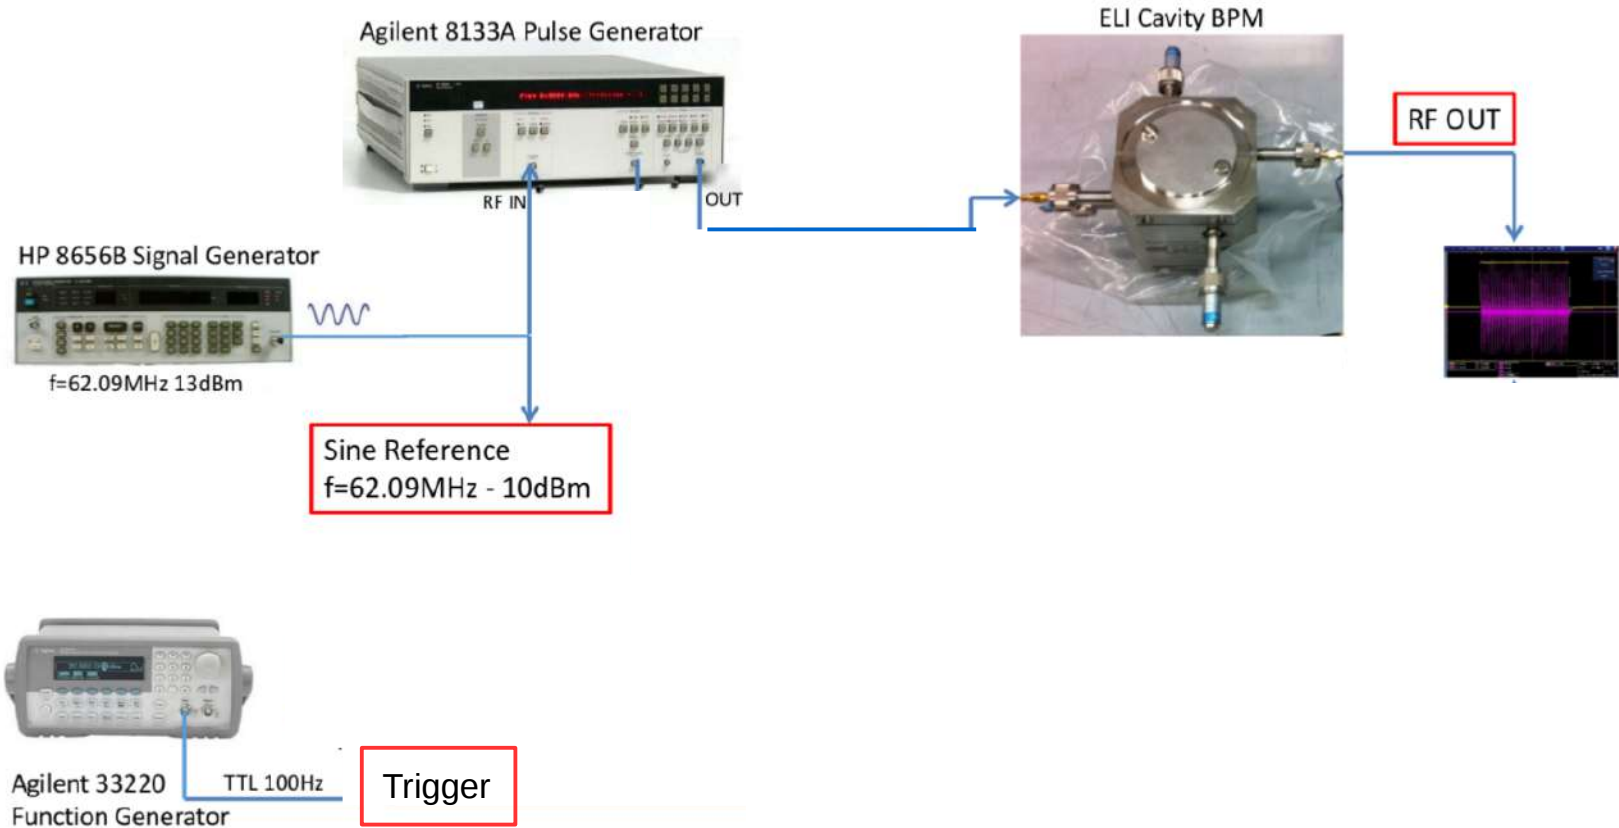 Agilent 8133A Pulse Generator
ELI Cavity BPM
RF OUT
RF IN
OUT
HP 8656B Signal Generator
f=62.09MHz 13dBm
Sine Reference
f=62.09MHz - 10dBm
Agilent 33220
Function Generator
TTL 100Hz
Trigger